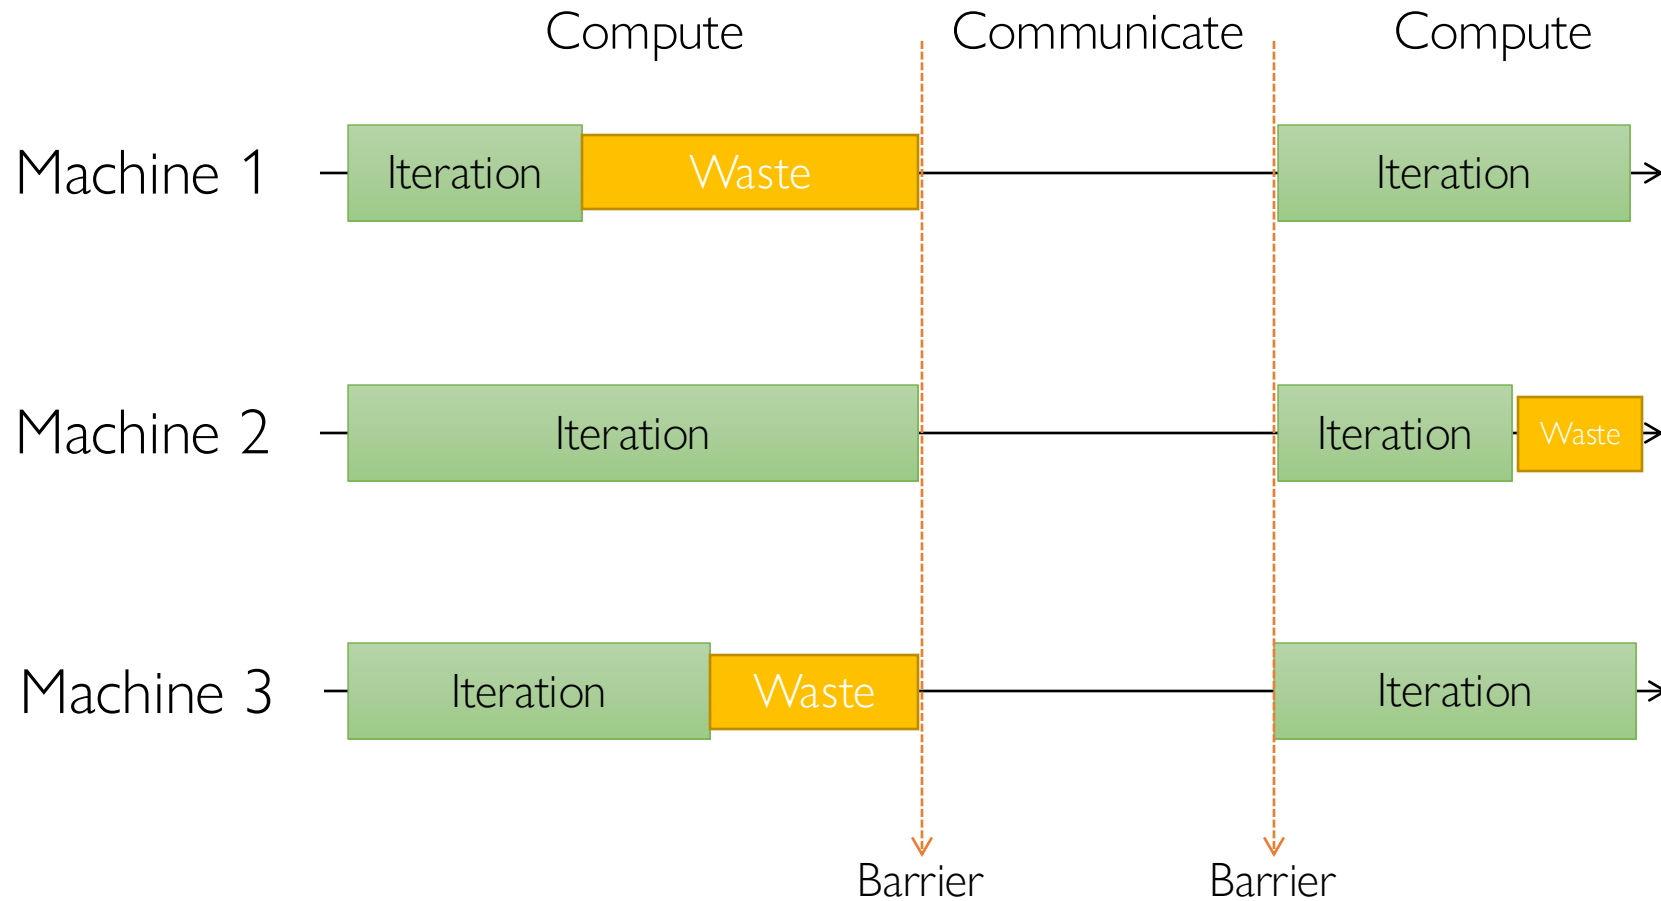 Compute Communicate Compute
Machine 1 Iteration Waste Iteration
Machine 2 Iteration Iteration Waste
Machine 3 Iteration Waste Iteration
Barrier Barrier